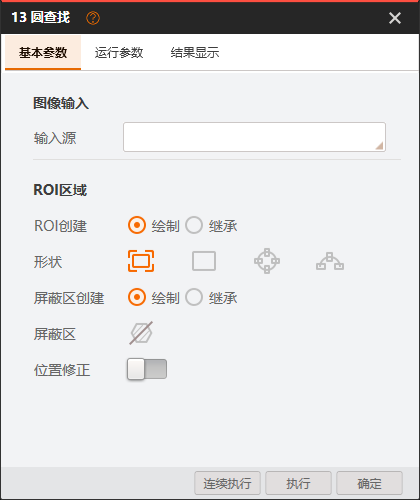 13 圆查找
基本参数 运行参数 结果显示
图像输入
输入源
ROI区域
ROI创建 绘制 继承
形状
屏蔽区创建 绘制 继承
屏蔽区
位置修正
连续执行 执行 确定